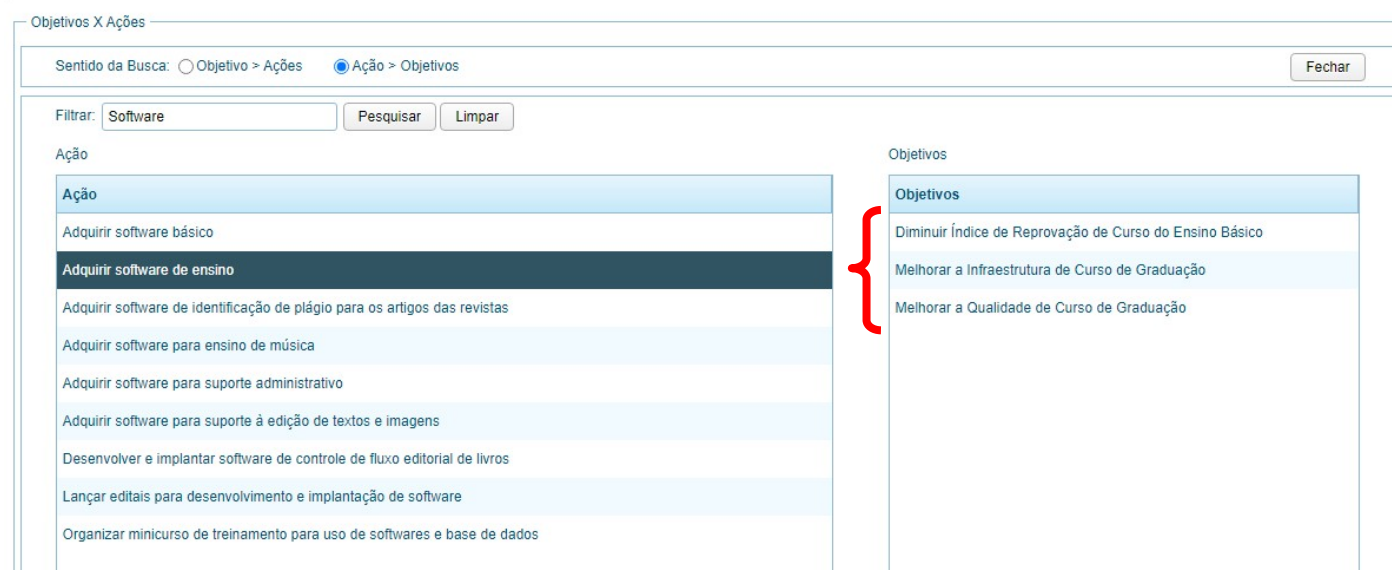 Objetivos X Ações
Sentido da Busca: Objetivo > Ações Ação > Objetivos Fechar
Filtrar: Software Pesquisar Limpar
Ação Objetivos
Ação Objetivos
Adquirir software básico Diminuir Índice de Reprovação de Curso do Ensino Básico
Adquirir software de ensino Melhorar a Infraestrutura de Curso de Graduação
Adquirir software de identificação de plágio para os artigos das revistas Melhorar a Qualidade de Curso de Graduação
Adquirir software para ensino de música
Adquirir software para suporte administrativo
Adquirir software para suporte à edição de textos e imagens
Desenvolver e implantar software de controle de fluxo editorial de livros
Lançar editais para desenvolvimento e implantação de software
Organizar minicurso de treinamento para uso de softwares e base de dados